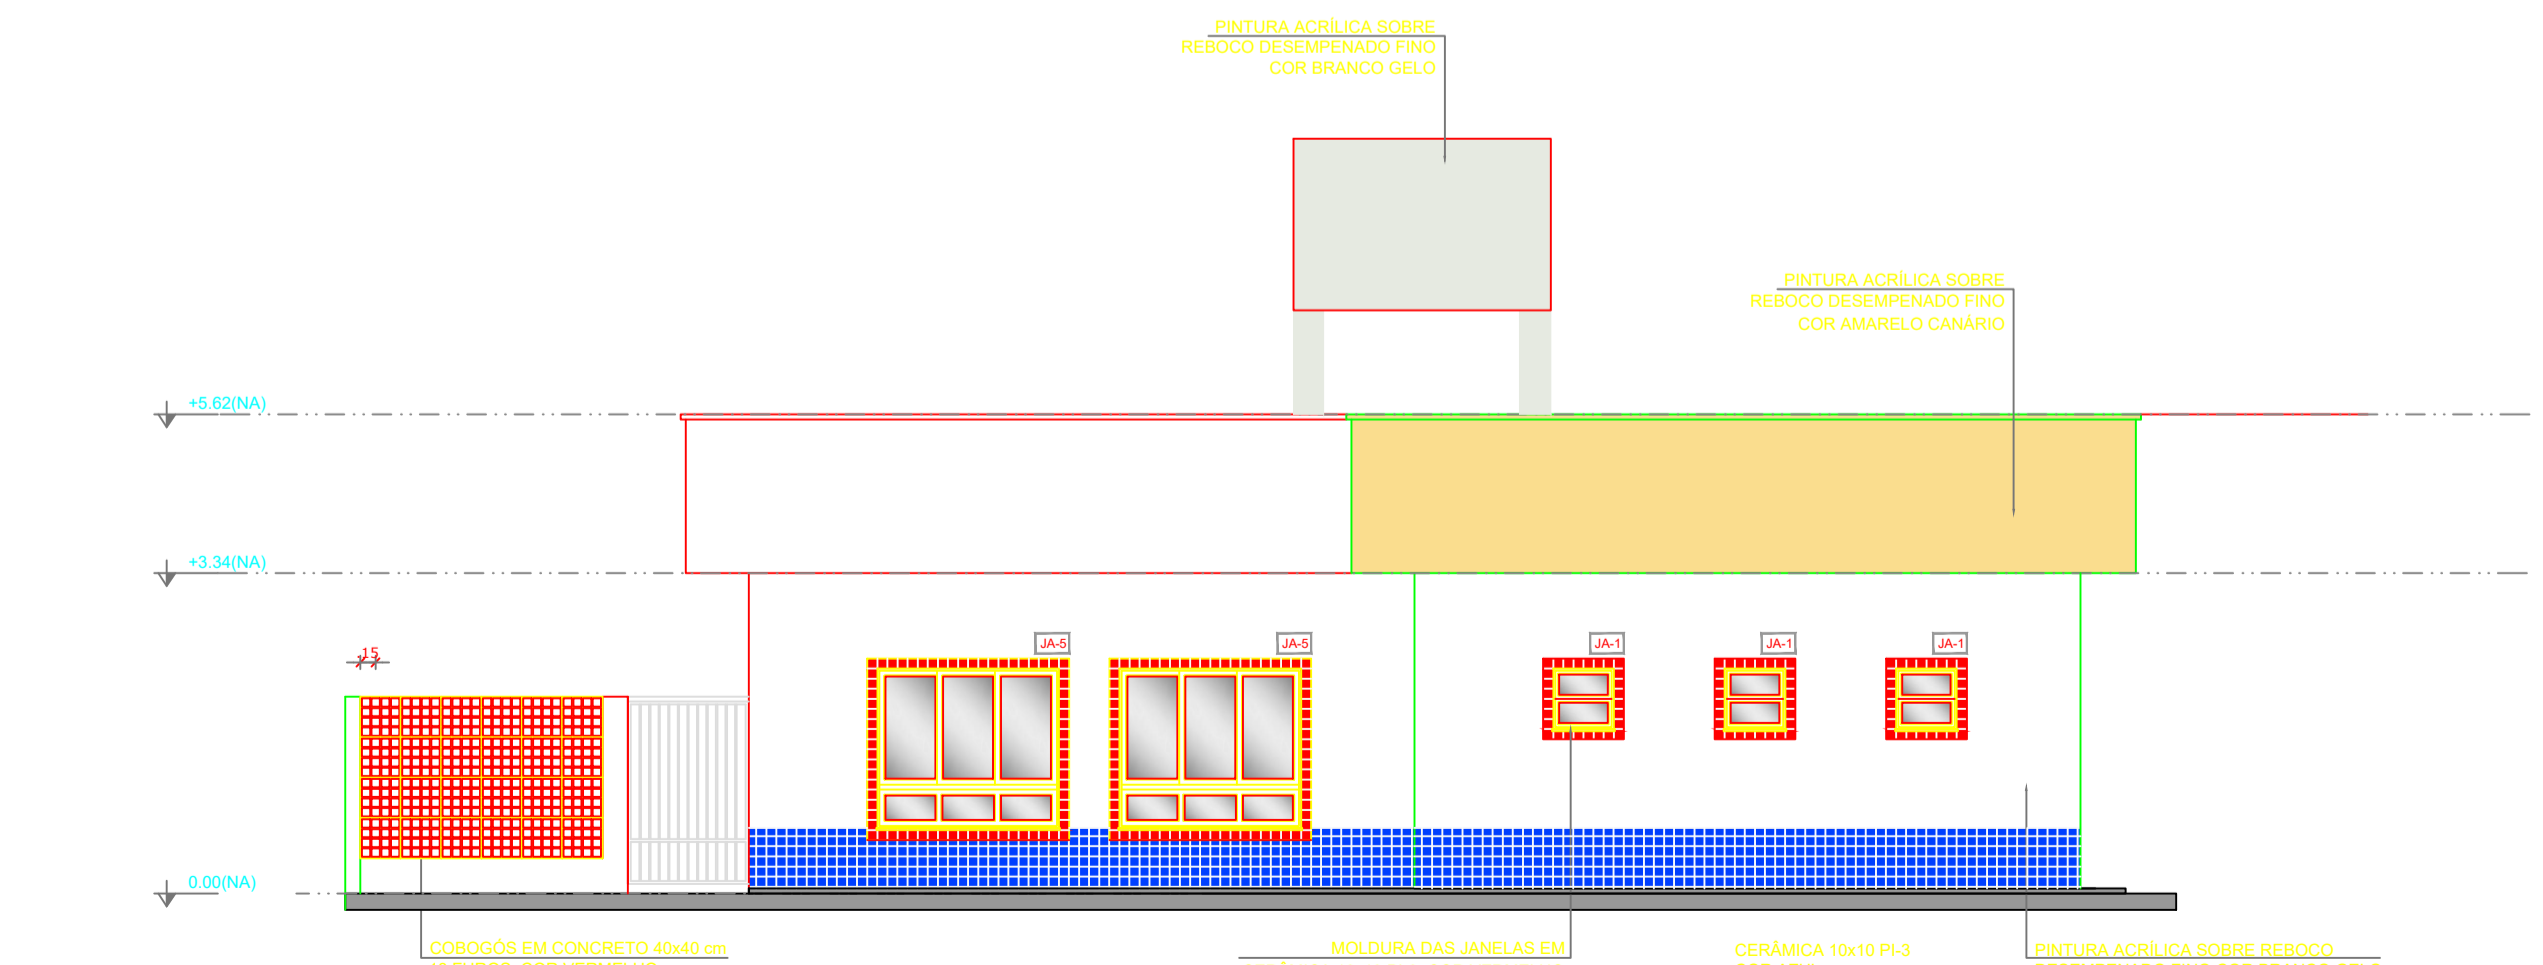 PINTURA ACRÍLICA SOBRE
REBOCO DESEMPENADO FINO
COR BRANCO GELO
PINTURA ACRÍLICA SOBRE
REBOCO DESEMPENADO FINO
COR AMARELO CANÁRIO
+5.62(NA)
+3.34(NA)
JA-5
JA-5
JA-1
JA-1
JA-1
.15
0.00(NA)
COBOGÓS EM CONCRETO 40x40 cm
MOLDURA DAS JANELAS EM
CERÂMICA 10x10 PI-3
PINTURA ACRÍLICA SOBRE REBOCO